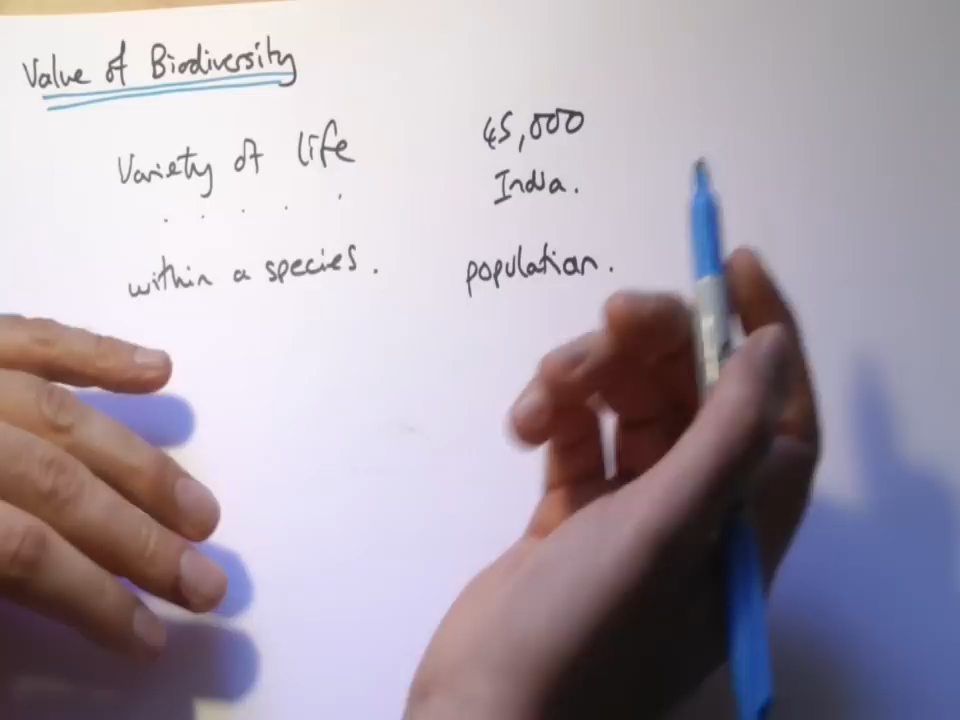 Value of Biodiversity
Variety of life
45,000
India.
within a species.
population.